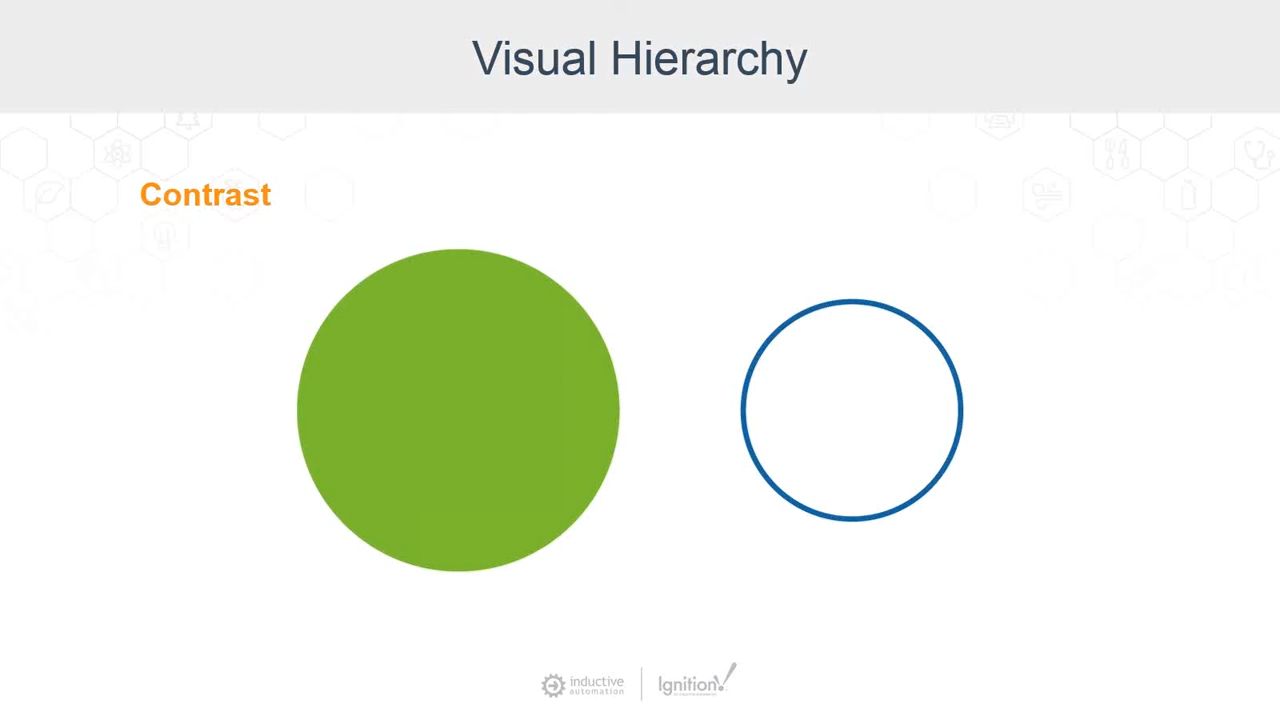 Visual Hierarchy
Contrast
inductive
automation
Ignition!